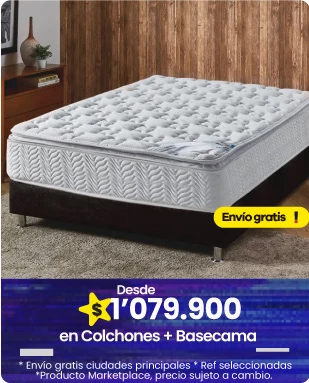 Envío gratis !
Desde
$1'079.900
en Colchones + Basecama
* Envío gratis ciudades principales * Ref seleccionadas
*Producto Marketplace, precio sujeto a cambio.